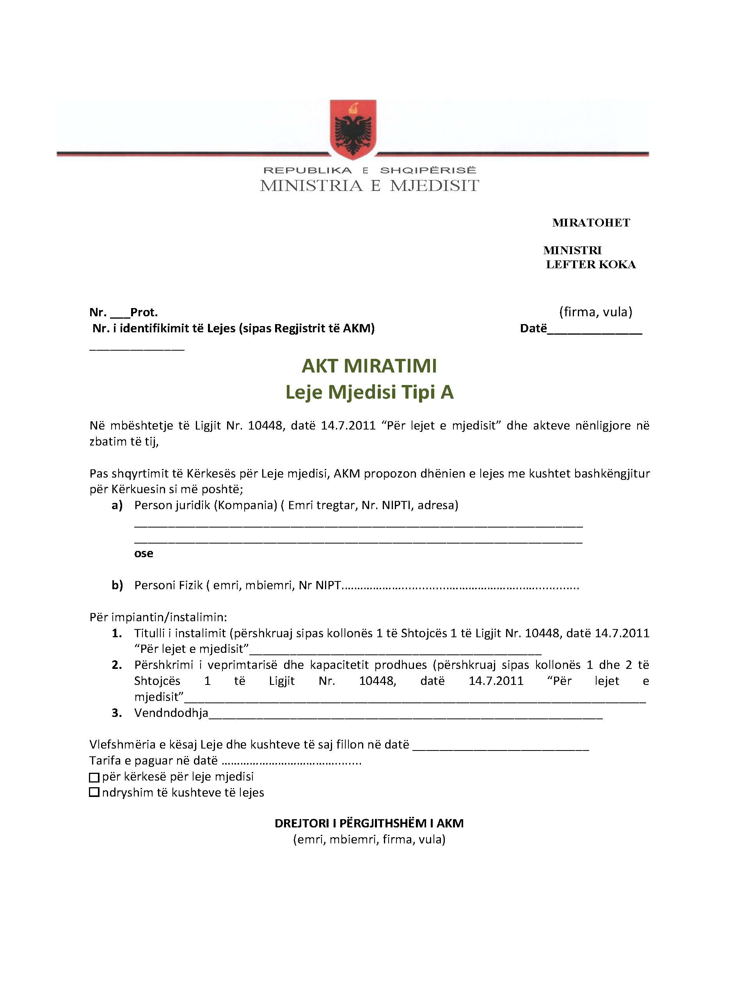 REPUBLIKA E SHQIPËRISË
MINISTRIA E MJEDISIT
MIRATOHET
MINISTRI
LEFTER KOKA
Nr. ___Prot. (firma, vula)
Nr. i identifikimit të Lejes (sipas Regjistrit të AKM) Datë______________
______________
AKT MIRATIMI
Leje Mjedisi Tipi A
Në mbështetje të Ligjit Nr. 10448, datë 14.7.2011 “Për lejet e mjedisit” dhe akteve nënligjore në
zbatim të tij,
Pas shqyrtimit të Kërkesës për Leje mjedisi, AKM propozon dhënien e lejes me kushtet bashkëngjitur
për Kërkuesin si më poshtë;
a) Person juridik (Kompania) ( Emri tregtar, Nr. NIPTI, adresa)
__________________________________________________________________
__________________________________________________________________
ose
b) Personi Fizik ( emri, mbiemri, Nr NIPT...............................................................
Për impiantin/instalimin:
1. Titulli i instalimit (përshkruaj sipas kollonës 1 të Shtojcës 1 të Ligjit Nr. 10448, datë 14.7.2011
“Për lejet e mjedisit”___________________________________________
2. Përshkrimi i veprimtarisë dhe kapacitetit prodhues (përshkruaj sipas kollonës 1 dhe 2 të
Shtojcës 1 të Ligjit Nr. 10448, datë 14.7.2011 “Për lejet e
mjedisit”____________________________________________________________________
3. Vendndodhja__________________________________________________________
Vlefshmëria e kësaj Leje dhe kushteve të saj fillon në datë __________________________
Tarifa e paguar në datë ........................................
☐ për kërkesë për leje mjedisi
☐ ndryshim të kushteve të lejes
DREJTORI I PËRGJITHSHËM I AKM
(emri, mbiemri, firma, vula)